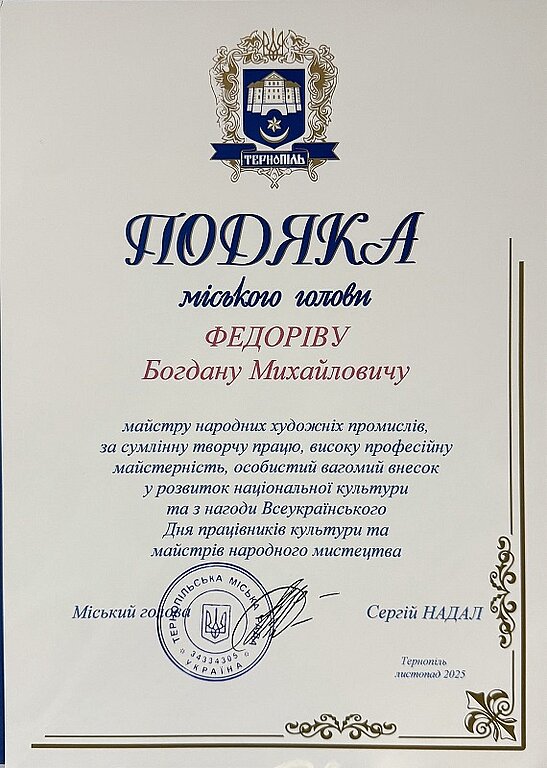 ТЕРНОПІЛЬ
ПОДЯКА
міського голови
ФЕДОРІВУ
Богдану Михайловичу
майстру народних художніх промислів,
за сумлінну творчу працю, високу професійну
майстерність, особистий вагомий внесок
у розвиток національної культури
та з нагоди Всеукраїнського
Дня працівників культури та
майстрів народного мистецтва
Міський голова
Сергій НАДАЛ
ТЕРНОПІЛЬСЬКА МІСЬКА РАДА
34334305
УКРАЇНА
Тернопіль
листопад 2025